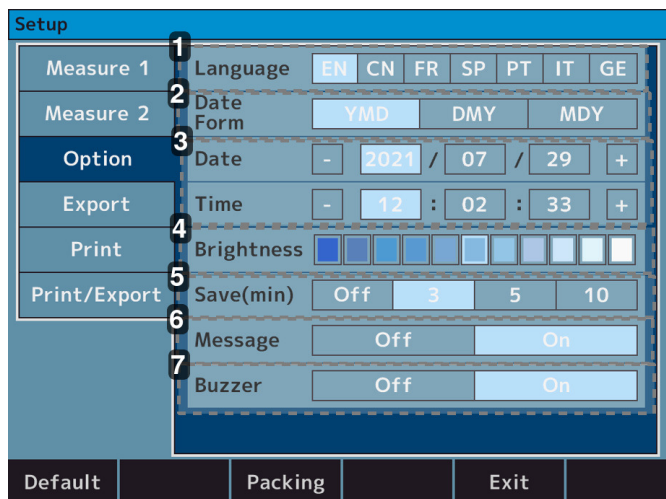 Setup
Measure 1
Measure 2
Option
Export
Print
Print/Export
1
Language EN CN FR SP PT IT GE
2
Date Form YMD DMY MDY
3
Date - 2021 / 07 / 29 +
Time - 12 : 02 : 33 +
4
Brightness
5
Save(min) Off 3 5 10
6
Message Off On
7
Buzzer Off On
Default Packing Exit